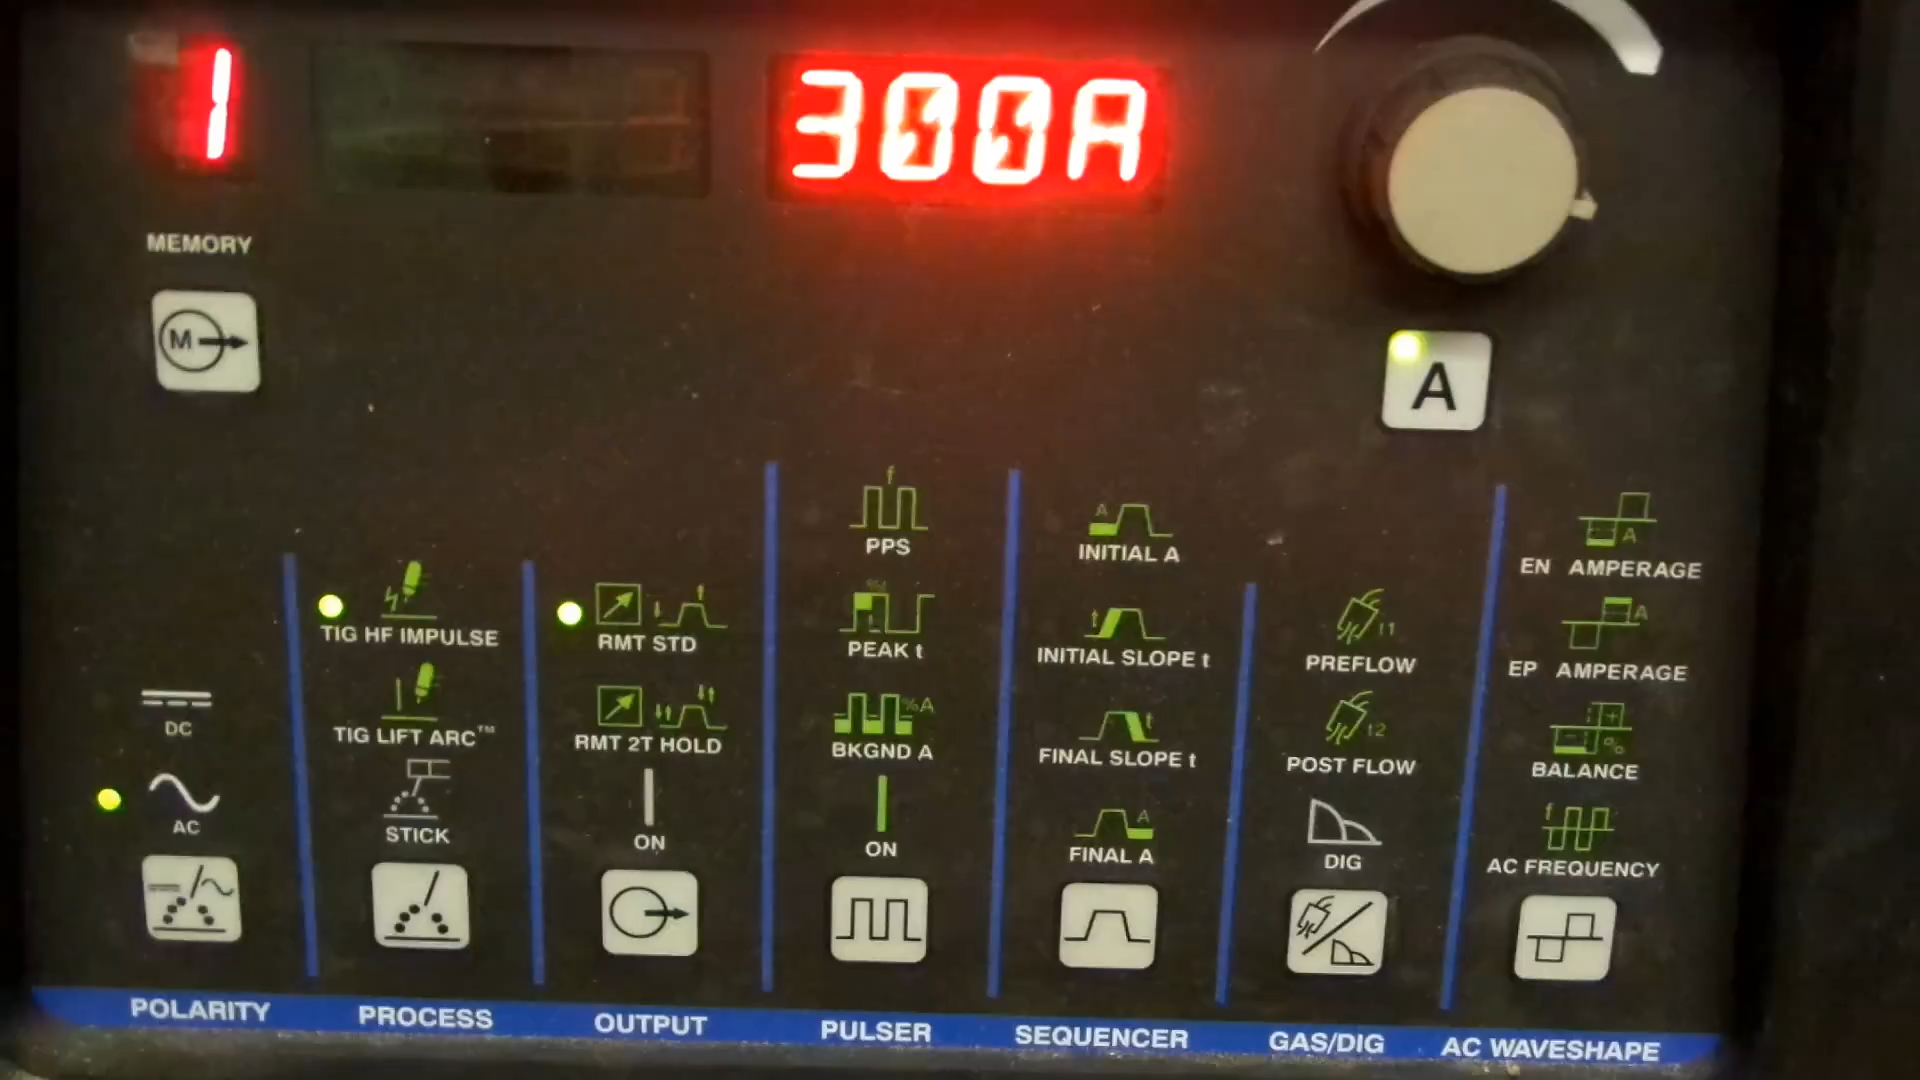 1
300A
MEMORY
M
A
f
PPS
A
INITIAL A
A
EN AMPERAGE
TIG HF IMPULSE
RMT STD
PEAK t
t
INITIAL SLOPE t
PREFLOW
A
EP AMPERAGE
DC
TIG LIFT ARC™
RMT 2T HOLD
%A
BKGND A
t
FINAL SLOPE t
POST FLOW
%
BALANCE
AC
STICK
ON
ON
A
FINAL A
DIG
f
AC FREQUENCY
POLARITY
PROCESS
OUTPUT
PULSER
SEQUENCER
GAS/DIG
AC WAVESHAPE